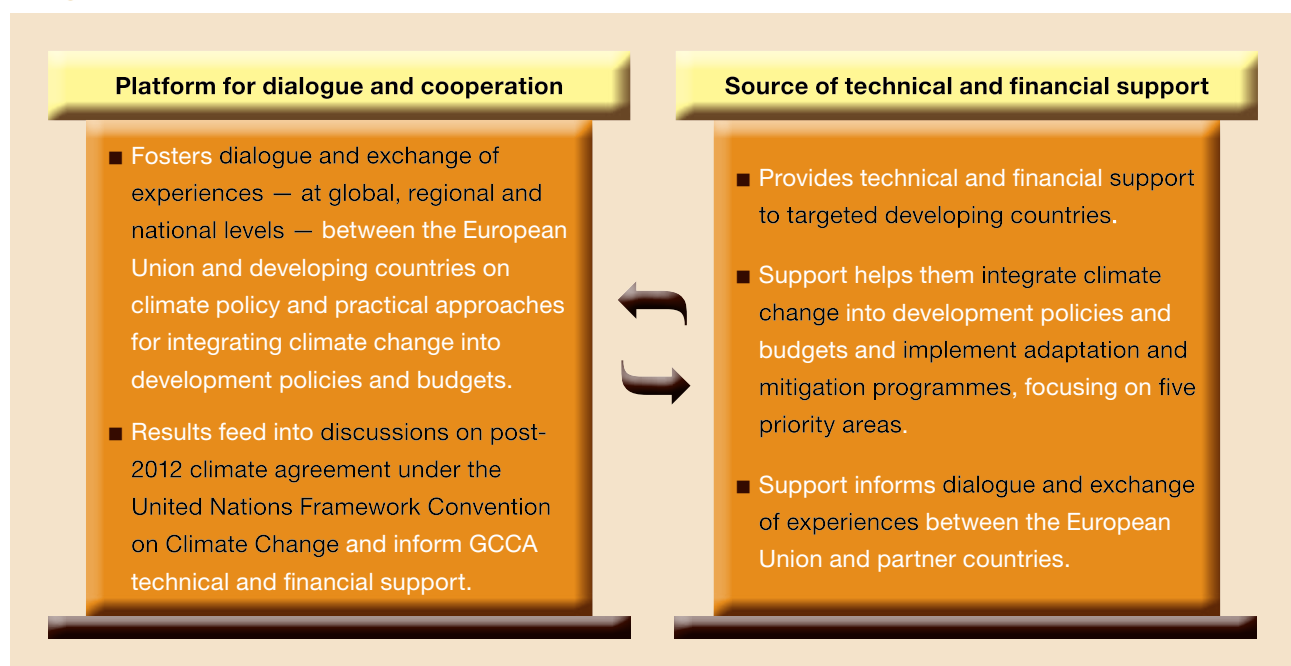 Platform for dialogue and cooperation
■ Fosters dialogue and exchange of
experiences — at global, regional and
national levels — between the European
Union and developing countries on
climate policy and practical approaches
for integrating climate change into
development policies and budgets.
■ Results feed into discussions on post-
2012 climate agreement under the
United Nations Framework Convention
on Climate Change and inform GCCA
technical and financial support.
Source of technical and financial support
■ Provides technical and financial support
to targeted developing countries.
■ Support helps them integrate climate
change into development policies and
budgets and implement adaptation and
mitigation programmes, focusing on five
priority areas.
■ Support informs dialogue and exchange
of experiences between the European
Union and partner countries.